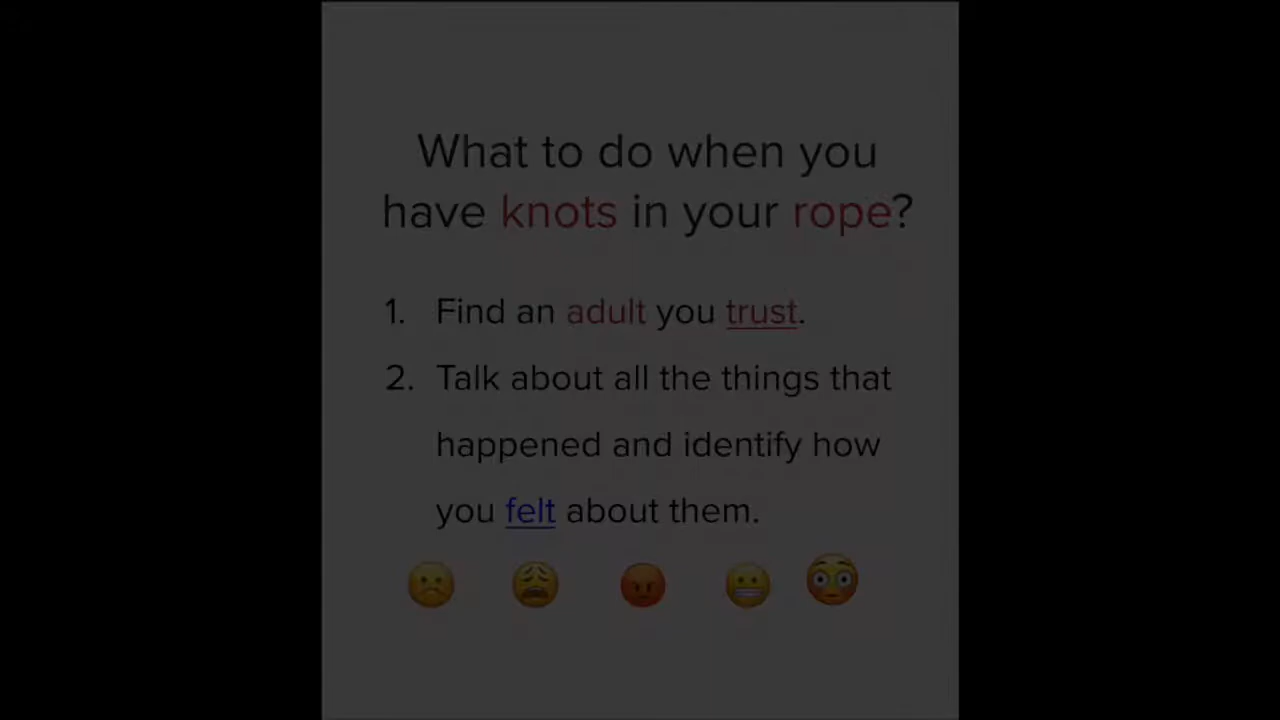 What to do when you
have knots in your rope?
1. Find an adult you trust.
2. Talk about all the things that
happened and identify how
you felt about them.